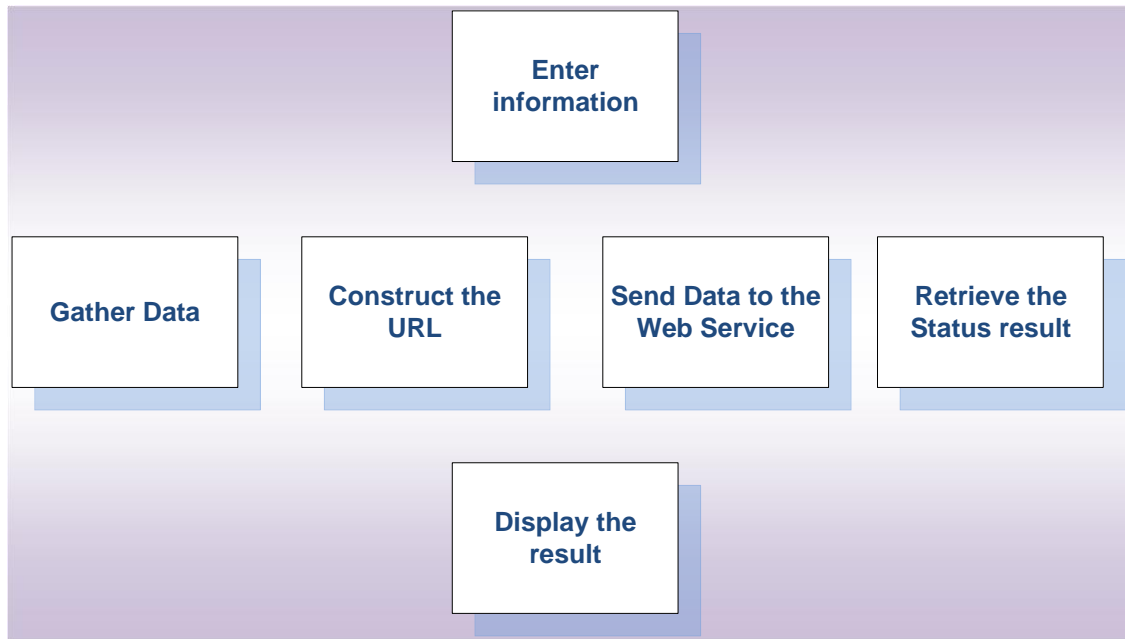 Enter
information
Gather Data
Construct the
URL
Send Data to the
Web Service
Retrieve the
Status result
Display the
result